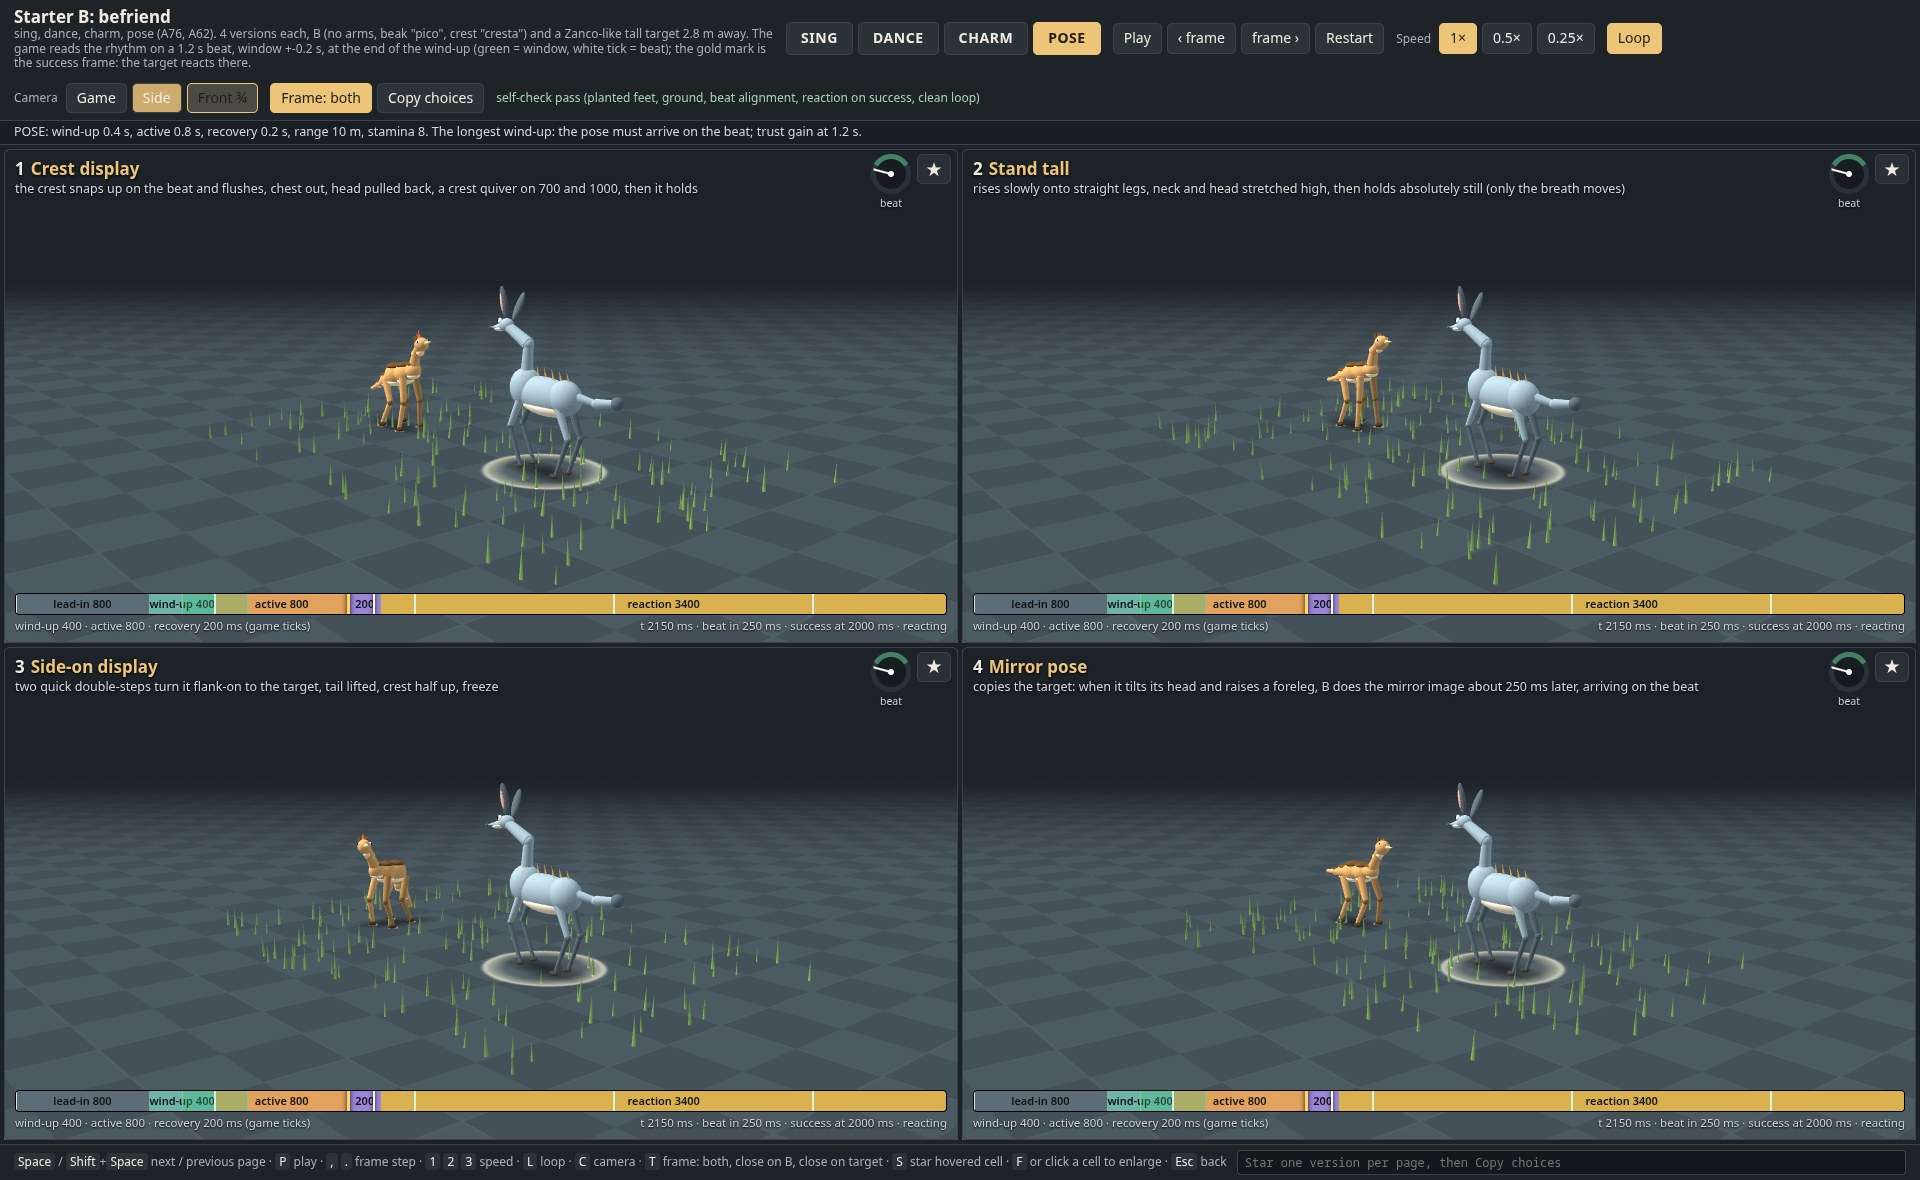 Starter B: befriend
sing, dance, charm, pose (A76, A62). 4 versions each, B (no arms, beak "pico", crest "cresta") and a Zanco-like tall target 2.8 m away. The
game reads the rhythm on a 1.2 s beat, window +-0.2 s, at the end of the wind-up (green = window, white tick = beat); the gold mark is
the success frame: the target reacts there.
SING DANCE CHARM POSE Play ‹ frame frame › Restart Speed 1× 0.5× 0.25× Loop
Camera Game Side Front ¾ Frame: both Copy choices self-check pass (planted feet, ground, beat alignment, reaction on success, clean loop)
POSE: wind-up 0.4 s, active 0.8 s, recovery 0.2 s, range 10 m, stamina 8. The longest wind-up: the pose must arrive on the beat; trust gain at 1.2 s.
1 Crest display
the crest snaps up on the beat and flushes, chest out, head pulled back, a crest quiver on 700 and 1000, then it holds
beat
★
lead-in 800 wind-up 400 active 800 200 reaction 3400
wind-up 400 · active 800 · recovery 200 ms (game ticks) t 2150 ms · beat in 250 ms · success at 2000 ms · reacting
2 Stand tall
rises slowly onto straight legs, neck and head stretched high, then holds absolutely still (only the breath moves)
beat
★
lead-in 800 wind-up 400 active 800 200 reaction 3400
wind-up 400 · active 800 · recovery 200 ms (game ticks) t 2150 ms · beat in 250 ms · success at 2000 ms · reacting
3 Side-on display
two quick double-steps turn it flank-on to the target, tail lifted, crest half up, freeze
beat
★
lead-in 800 wind-up 400 active 800 200 reaction 3400
wind-up 400 · active 800 · recovery 200 ms (game ticks) t 2150 ms · beat in 250 ms · success at 2000 ms · reacting
4 Mirror pose
copies the target: when it tilts its head and raises a foreleg, B does the mirror image about 250 ms later, arriving on the beat
beat
★
lead-in 800 wind-up 400 active 800 200 reaction 3400
wind-up 400 · active 800 · recovery 200 ms (game ticks) t 2150 ms · beat in 250 ms · success at 2000 ms · reacting
Space / Shift+Space next / previous page · P play · , . frame step · 1 2 3 speed · L loop · C camera · T frame: both, close on B, close on target · S star hovered cell · F or click a cell to enlarge · Esc back Star one version per page, then Copy choices